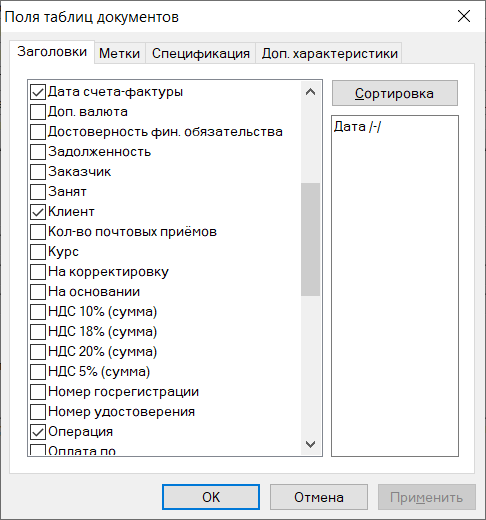 Поля таблиц документов
Заголовки Метки Спецификация Доп. характеристики
Дата счета-фактуры
Доп. валюта
Достоверность фин. обязательства
Задолженность
Заказчик
Занят
Клиент
Кол-во почтовых приёмов
Курс
На корректировку
На основании
НДС 10% (сумма)
НДС 18% (сумма)
НДС 20% (сумма)
НДС 5% (сумма)
Номер госрегистрации
Номер удостоверения
Операция
Оплата по
Сортировка
Дата /-/
OK Отмена Применить